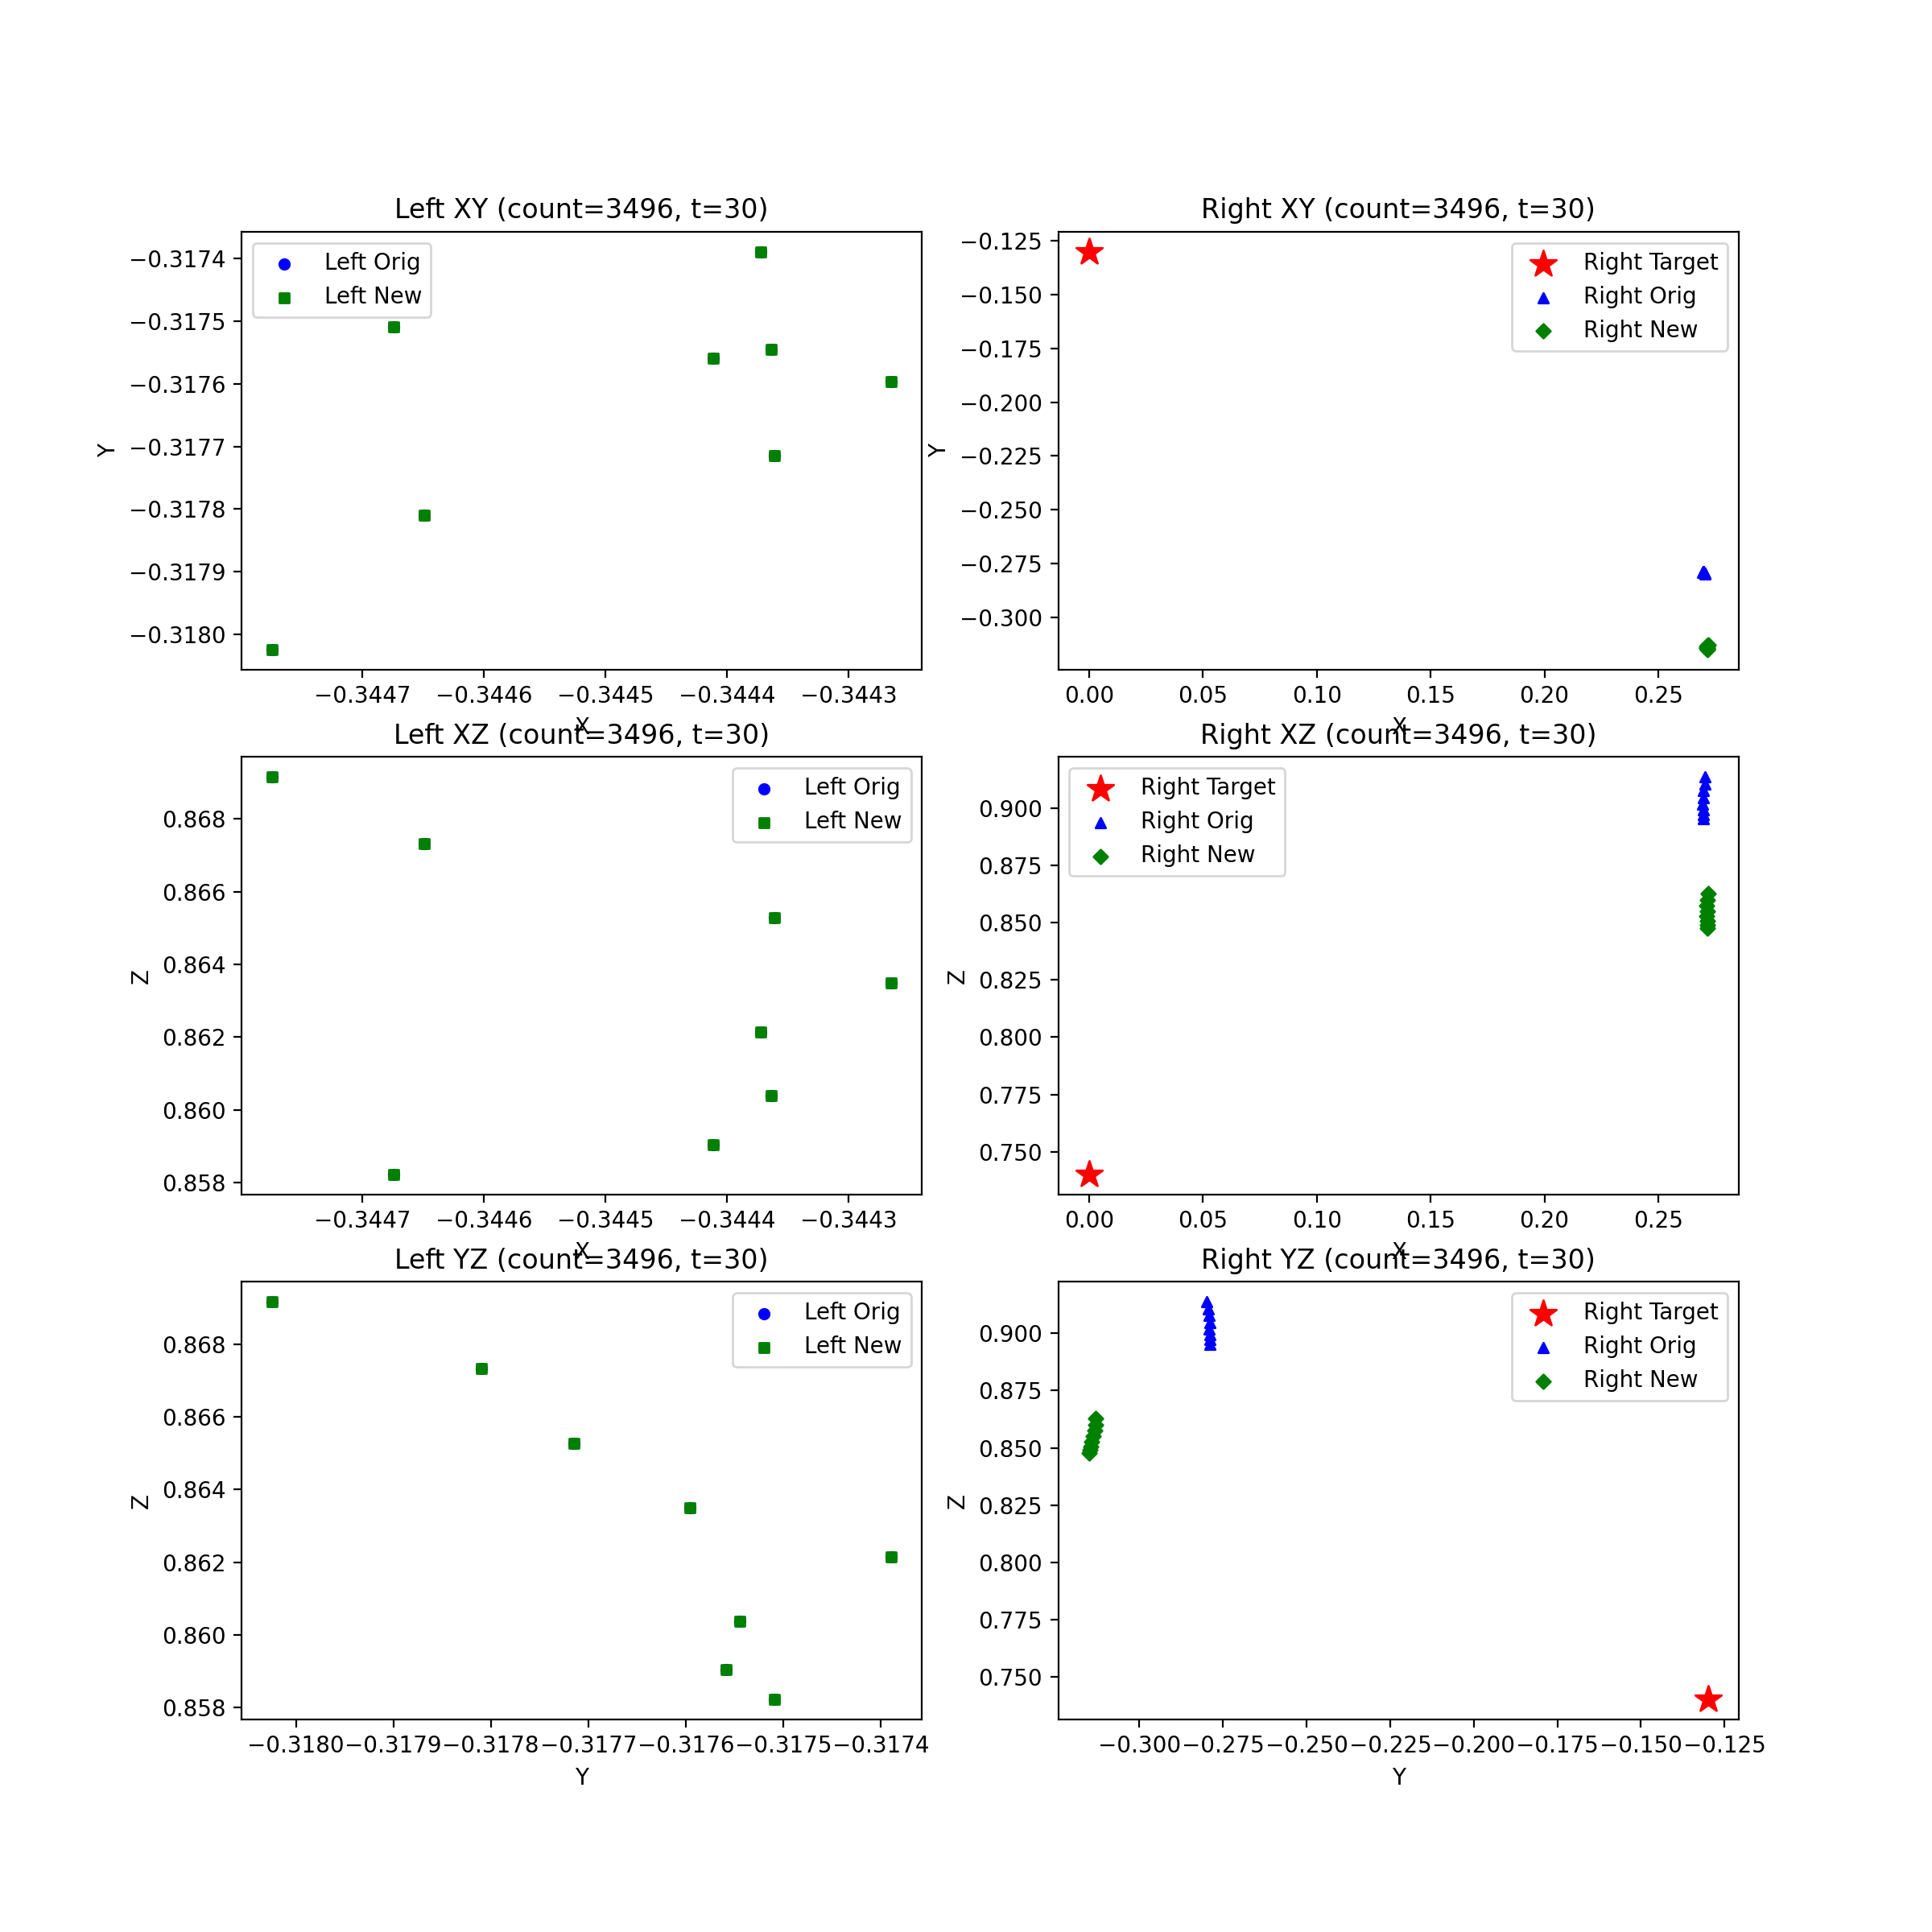 Left XY (count=3496, t=30)
Left Orig
Left New
−0.3174
−0.3175
−0.3176
−0.3177
−0.3178
−0.3179
−0.3180
Y
−0.3447 −0.3446 −0.3445 −0.3444 −0.3443
X
Right XY (count=3496, t=30)
Right Target
Right Orig
Right New
−0.125
−0.150
−0.175
−0.200
−0.225
−0.250
−0.275
−0.300
Y
0.00 0.05 0.10 0.15 0.20 0.25
X
Left XZ (count=3496, t=30)
Left Orig
Left New
0.868
0.866
0.864
0.862
0.860
0.858
Z
−0.3447 −0.3446 −0.3445 −0.3444 −0.3443
X
Right XZ (count=3496, t=30)
Right Target
Right Orig
Right New
0.900
0.875
0.850
0.825
0.800
0.775
0.750
Z
0.00 0.05 0.10 0.15 0.20 0.25
X
Left YZ (count=3496, t=30)
Left Orig
Left New
0.868
0.866
0.864
0.862
0.860
0.858
Z
−0.3180 −0.3179 −0.3178 −0.3177 −0.3176 −0.3175 −0.3174
Y
Right YZ (count=3496, t=30)
Right Target
Right Orig
Right New
0.900
0.875
0.850
0.825
0.800
0.775
0.750
Z
−0.300 −0.275 −0.250 −0.225 −0.200 −0.175 −0.150 −0.125
Y